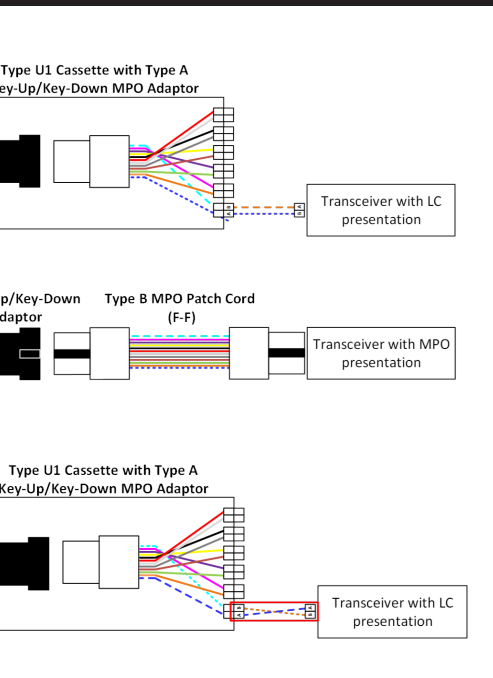 Type U1 Cassette with Type A
ey-Up/Key-Down MPO Adaptor
Transceiver with LC
presentation
p/Key-Down
daptor
Type B MPO Patch Cord
(F-F)
Transceiver with MPO
presentation
Type U1 Cassette with Type A
Key-Up/Key-Down MPO Adaptor
Transceiver with LC
presentation